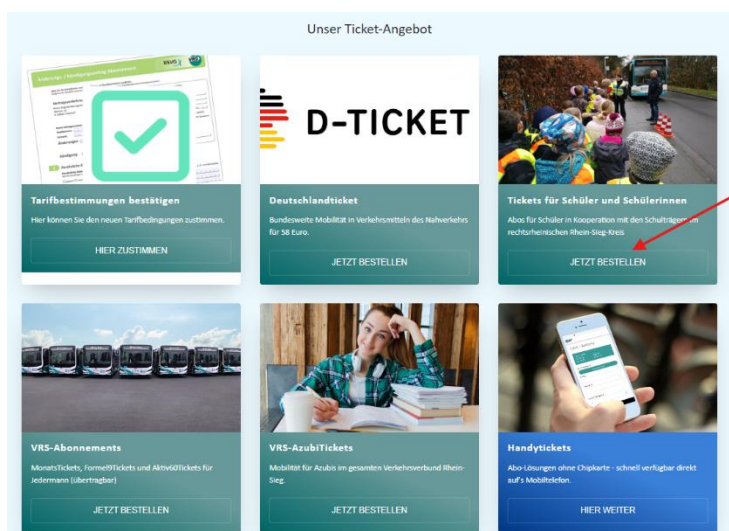 Unser Ticket-Angebot
RSVG
D-TICKET
Tarifbestimmungen bestätigen
Hier können Sie den neuen Tarifbedingungen zustimmen.
HIER ZUSTIMMEN
Deutschlandticket
Bundesweite Mobilität in Verkehrsmitteln des Nahverkehrs
für 58 Euro.
JETZT BESTELLEN
Tickets für Schüler und Schülerinnen
Abos für Schüler in Kooperation mit den Schulträgern im
rechtsrheinischen Rhein-Sieg-Kreis
JETZT BESTELLEN
VRS-Abonnements
MonatsTickets, Formel9Tickets und Aktiv60Tickets für
Jedermann (übertragbar)
JETZT BESTELLEN
VRS-AzubiTickets
Mobilität für Azubis im gesamten Verkehrsverbund Rhein-
Sieg.
JETZT BESTELLEN
Handytickets
Abo-Lösungen ohne Chipkarte - schnell verfügbar direkt
auf's Mobiltelefon.
HIER WEITER